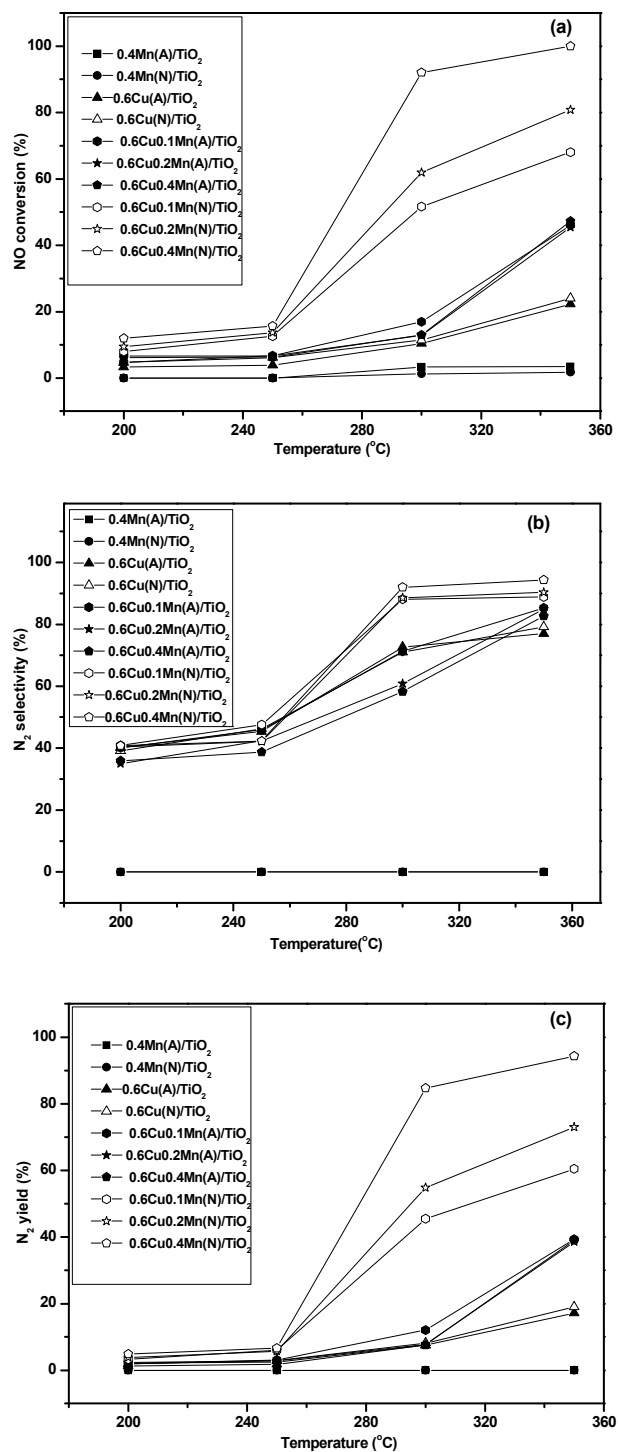 (a)
0.4Mn(A)/TiO₂
0.4Mn(N)/TiO₂
0.6Cu(A)/TiO₂
0.6Cu(N)/TiO₂
0.6Cu0.1Mn(A)/TiO₂
0.6Cu0.2Mn(A)/TiO₂
0.6Cu0.4Mn(A)/TiO₂
0.6Cu0.1Mn(N)/TiO₂
0.6Cu0.2Mn(N)/TiO₂
0.6Cu0.4Mn(N)/TiO₂
NO conversion (%)
100
80
60
40
20
0
200 240 280 320 360
Temperature (°C)
(b)
0.4Mn(A)/TiO₂
0.4Mn(N)/TiO₂
0.6Cu(A)/TiO₂
0.6Cu(N)/TiO₂
0.6Cu0.1Mn(A)/TiO₂
0.6Cu0.2Mn(A)/TiO₂
0.6Cu0.4Mn(A)/TiO₂
0.6Cu0.1Mn(N)/TiO₂
0.6Cu0.2Mn(N)/TiO₂
0.6Cu0.4Mn(N)/TiO₂
N₂ selectivity (%)
100
80
60
40
20
0
200 240 280 320 360
Temperature(°C)
(c)
0.4Mn(A)/TiO₂
0.4Mn(N)/TiO₂
0.6Cu(A)/TiO₂
0.6Cu(N)/TiO₂
0.6Cu0.1Mn(A)/TiO₂
0.6Cu0.2Mn(A)/TiO₂
0.6Cu0.4Mn(A)/TiO₂
0.6Cu0.1Mn(N)/TiO₂
0.6Cu0.2Mn(N)/TiO₂
0.6Cu0.4Mn(N)/TiO₂
N₂ yield (%)
100
80
60
40
20
0
200 240 280 320 360
Temperature (°C)